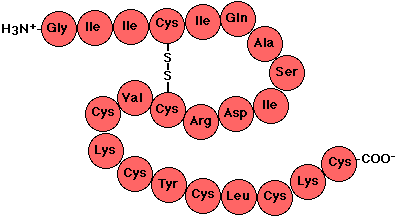 H₃N⁺- Gly Ile Ile Cys Ile Gln
Ala
Ser
S
S
Cys Val Cys Arg Asp Ile
Lys Cys Tyr Cys Leu Cys Lys Cys -COO⁻